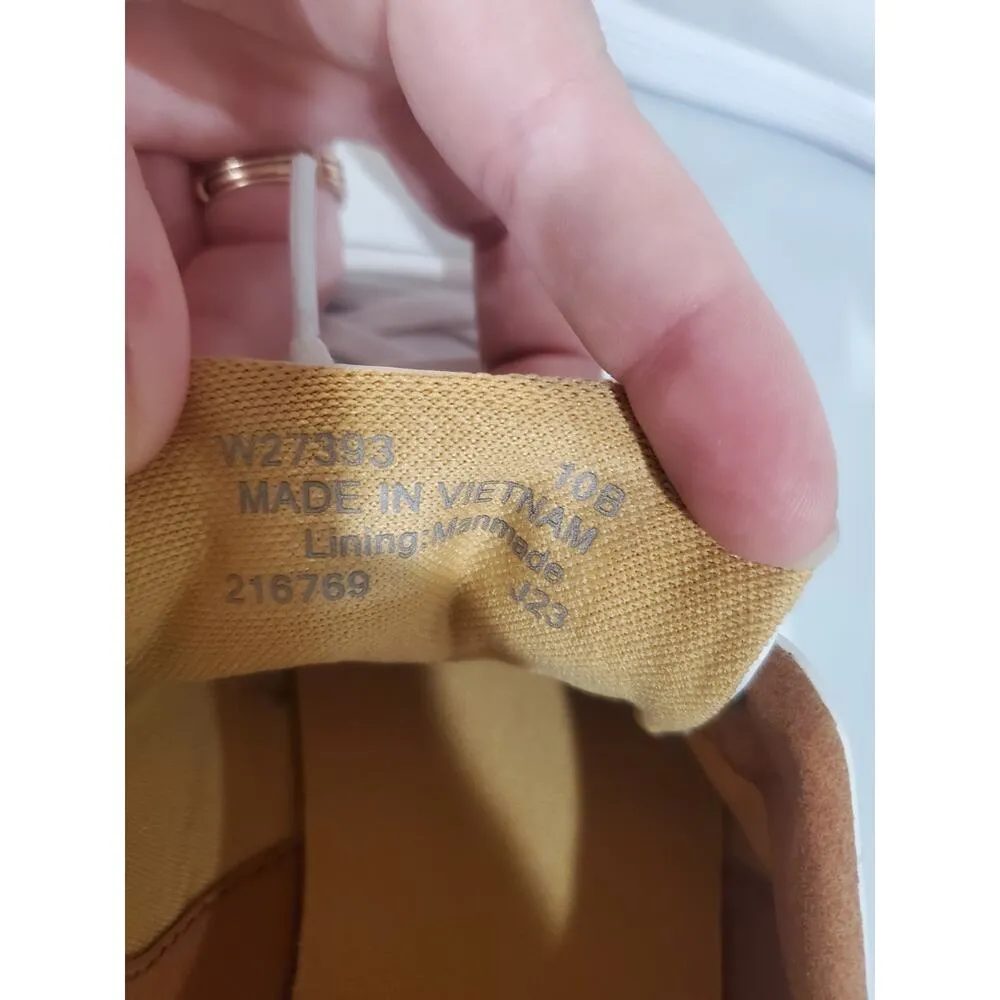 W27393 10B
MADE IN VIETNAM
Lining:Manmade
216769 J23